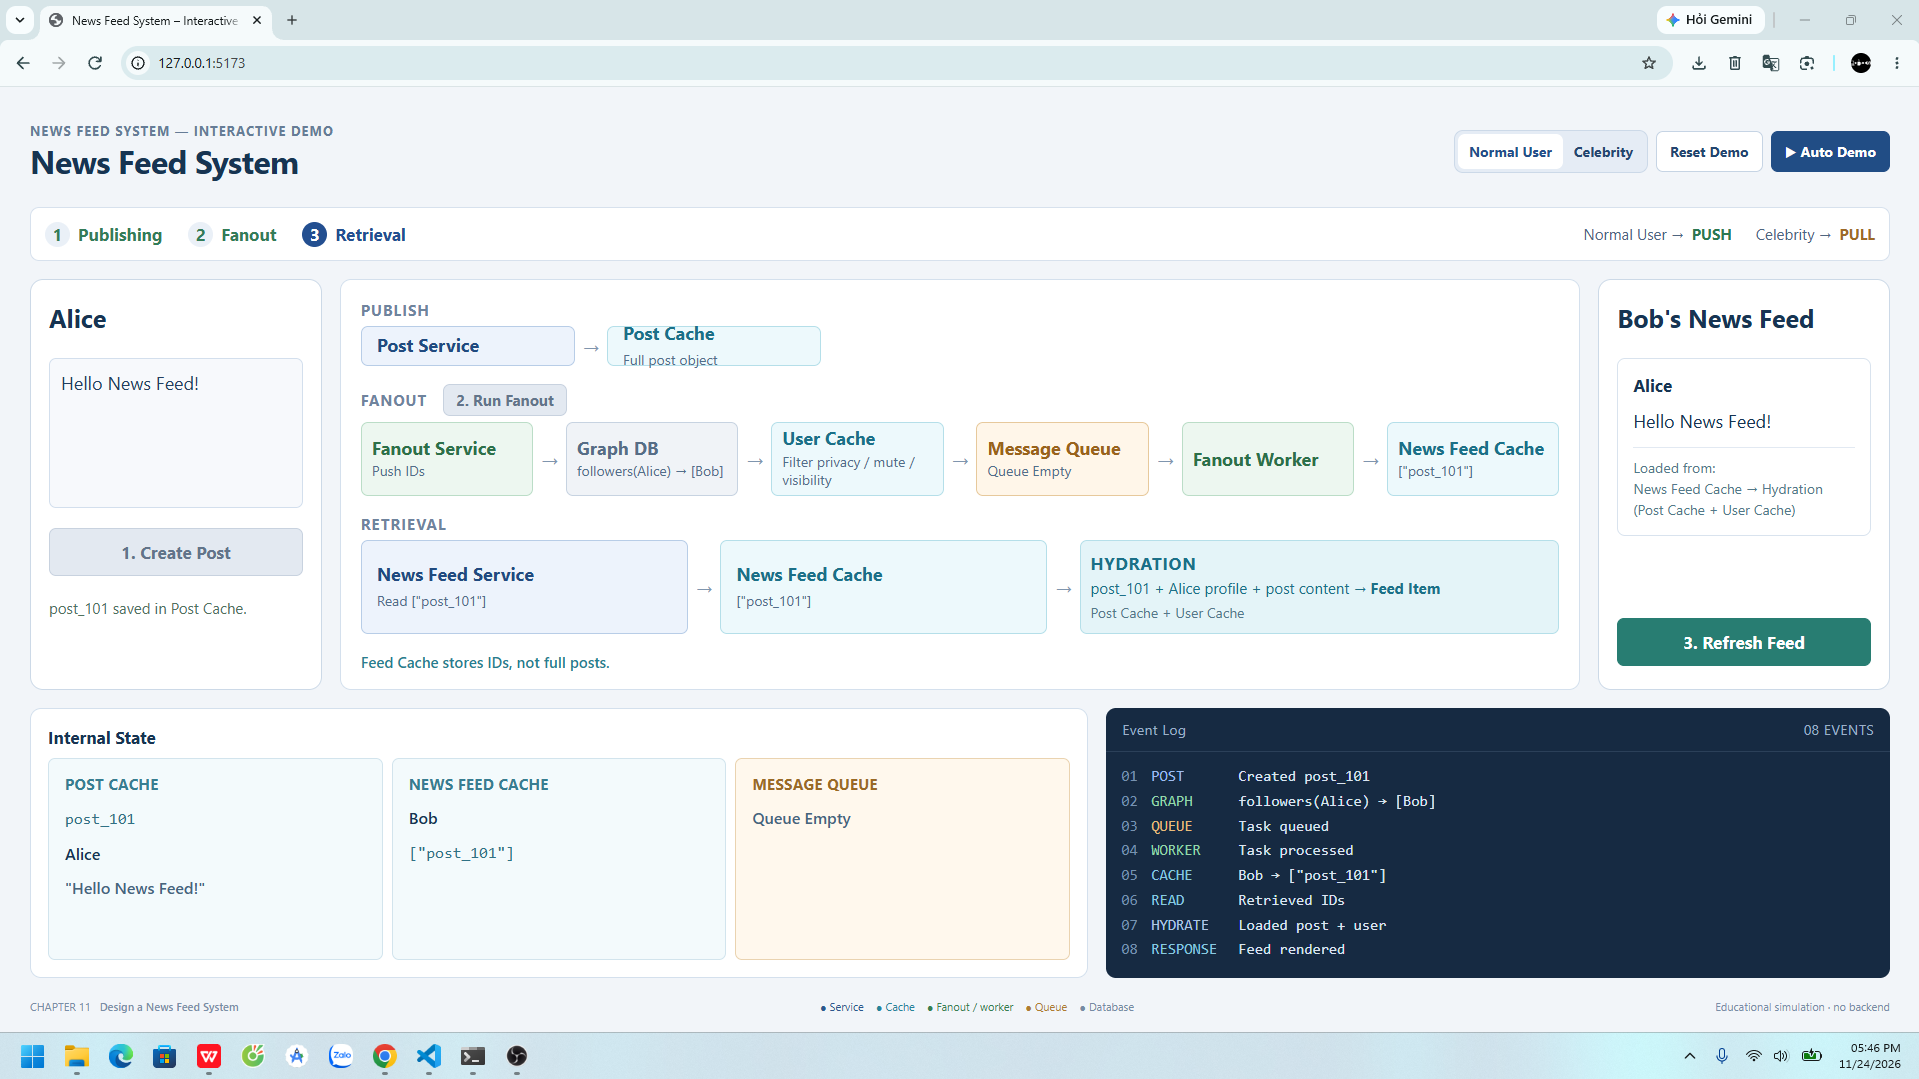 News Feed System – Interactive
Hỏi Gemini
127.0.0.1:5173
NEWS FEED SYSTEM — INTERACTIVE DEMO
News Feed System
Normal User
Celebrity
Reset Demo
▶ Auto Demo
1 Publishing
2 Fanout
3 Retrieval
Normal User → PUSH
Celebrity → PULL
Alice
Hello News Feed!
1. Create Post
post_101 saved in Post Cache.
PUBLISH
Post Service
→
Post Cache
Full post object
FANOUT
2. Run Fanout
Fanout Service
Push IDs
→
Graph DB
followers(Alice) → [Bob]
→
User Cache
Filter privacy / mute /
visibility
→
Message Queue
Queue Empty
→
Fanout Worker
→
News Feed Cache
["post_101"]
RETRIEVAL
News Feed Service
Read ["post_101"]
→
News Feed Cache
["post_101"]
→
HYDRATION
post_101 + Alice profile + post content → Feed Item
Post Cache + User Cache
Feed Cache stores IDs, not full posts.
Bob's News Feed
Alice
Hello News Feed!
Loaded from:
News Feed Cache → Hydration
(Post Cache + User Cache)
3. Refresh Feed
Internal State
POST CACHE
post_101
Alice
"Hello News Feed!"
NEWS FEED CACHE
Bob
["post_101"]
MESSAGE QUEUE
Queue Empty
Event Log
08 EVENTS
01 POST Created post_101
02 GRAPH followers(Alice) → [Bob]
03 QUEUE Task queued
04 WORKER Task processed
05 CACHE Bob → ["post_101"]
06 READ Retrieved IDs
07 HYDRATE Loaded post + user
08 RESPONSE Feed rendered
CHAPTER 11 Design a News Feed System
● Service ● Cache ● Fanout / worker ● Queue ● Database
Educational simulation · no backend
Zalo
05:46 PM
11/24/2026